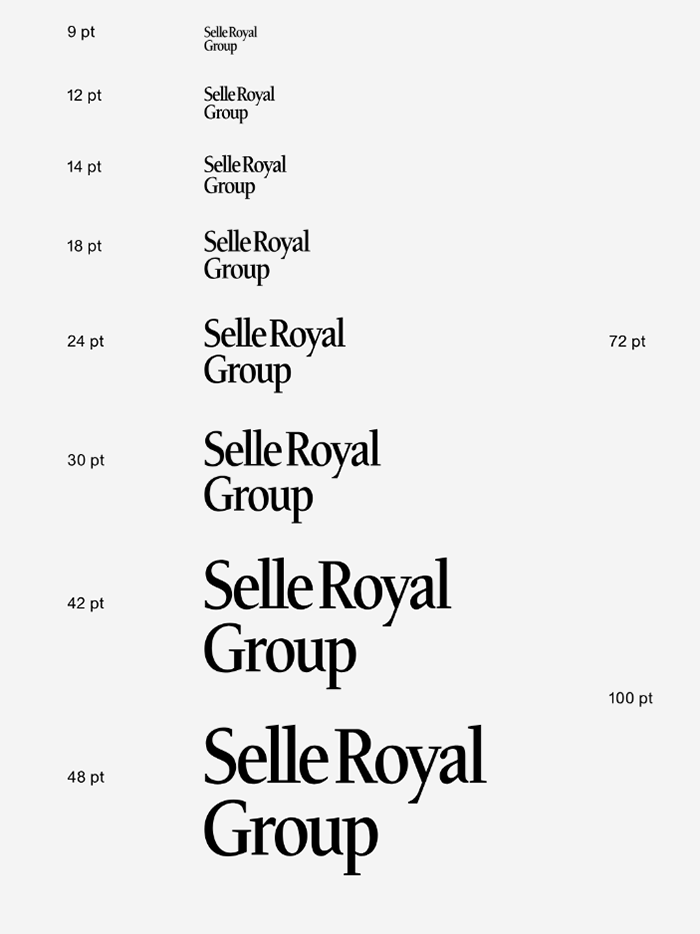 9 pt
Selle Royal
Group
12 pt
Selle Royal
Group
14 pt
Selle Royal
Group
18 pt
Selle Royal
Group
24 pt
Selle Royal
Group
72 pt
30 pt
Selle Royal
Group
42 pt
Selle Royal
Group
100 pt
48 pt
Selle Royal
Group